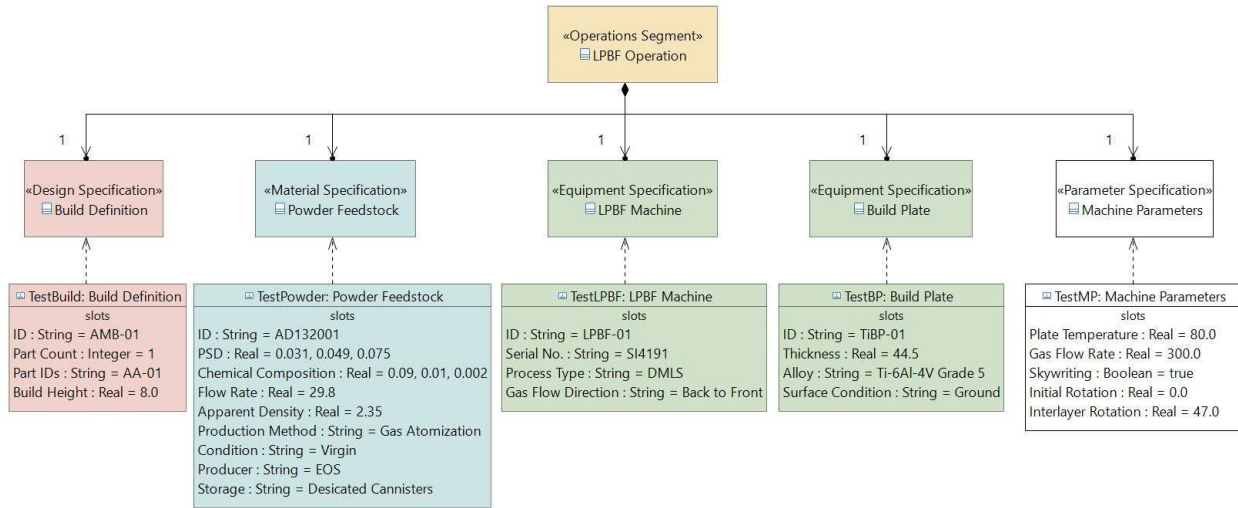 «Operations Segment»
LPBF Operation
1
1
1
1
1
«Design Specification»
Build Definition
«Material Specification»
Powder Feedstock
«Equipment Specification»
LPBF Machine
«Equipment Specification»
Build Plate
«Parameter Specification»
Machine Parameters
TestBuild: Build Definition
slots
ID : String = AMB-01
Part Count : Integer = 1
Part IDs : String = AA-01
Build Height : Real = 8.0
TestPowder: Powder Feedstock
slots
ID : String = AD132001
PSD : Real = 0.031, 0.049, 0.075
Chemical Composition : Real = 0.09, 0.01, 0.002
Flow Rate : Real = 29.8
Apparent Density : Real = 2.35
Production Method : String = Gas Atomization
Condition : String = Virgin
Producer : String = EOS
Storage : String = Desicated Cannisters
TestLPBF: LPBF Machine
slots
ID : String = LPBF-01
Serial No. : String = SI4191
Process Type : String = DMLS
Gas Flow Direction : String = Back to Front
TestBP: Build Plate
slots
ID : String = TiBP-01
Thickness : Real = 44.5
Alloy : String = Ti-6Al-4V Grade 5
Surface Condition : String = Ground
TestMP: Machine Parameters
slots
Plate Temperature : Real = 80.0
Gas Flow Rate : Real = 300.0
Skywriting : Boolean = true
Initial Rotation : Real = 0.0
Interlayer Rotation : Real = 47.0